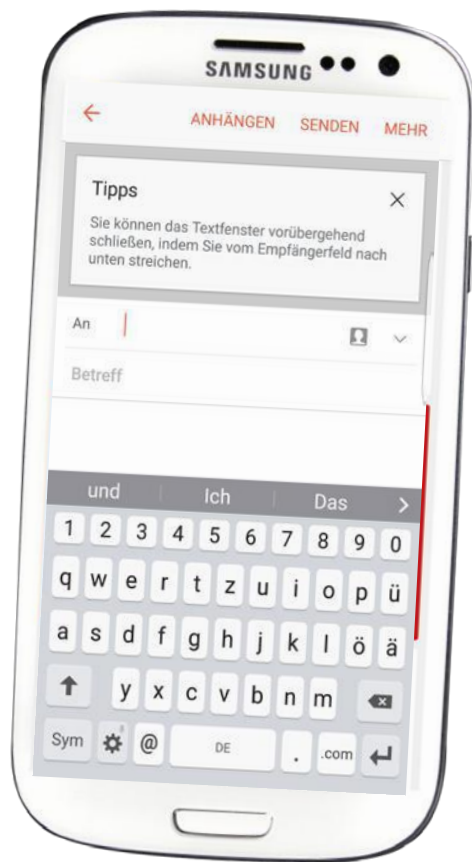 SAMSUNG
ANHÄNGEN SENDEN MEHR
Tipps
Sie können das Textfenster vorübergehend
schließen, indem Sie vom Empfängerfeld nach
unten streichen.
An
Betreff
und Ich Das
1 2 3 4 5 6 7 8 9 0
q w e r t z u i o p ü
a s d f g h j k l ö ä
y x c v b n m
Sym @ DE . .com